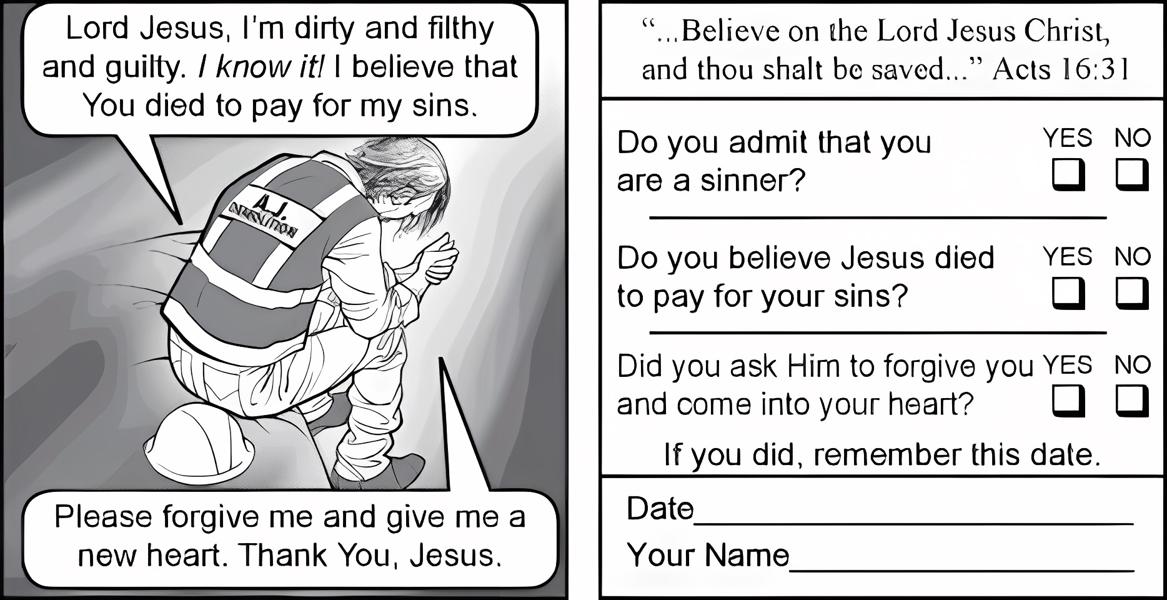 Lord Jesus, I'm dirty and filthy
and guilty. I know it! I believe that
You died to pay for my sins.
A.J.
Please forgive me and give me a
new heart. Thank You, Jesus.
“...Believe on the Lord Jesus Christ,
and thou shalt be saved...” Acts 16:31
Do you admit that you
are a sinner?
YES NO
Do you believe Jesus died
to pay for your sins?
YES NO
Did you ask Him to forgive you
and come into your heart?
YES NO
If you did, remember this date.
Date
Your Name